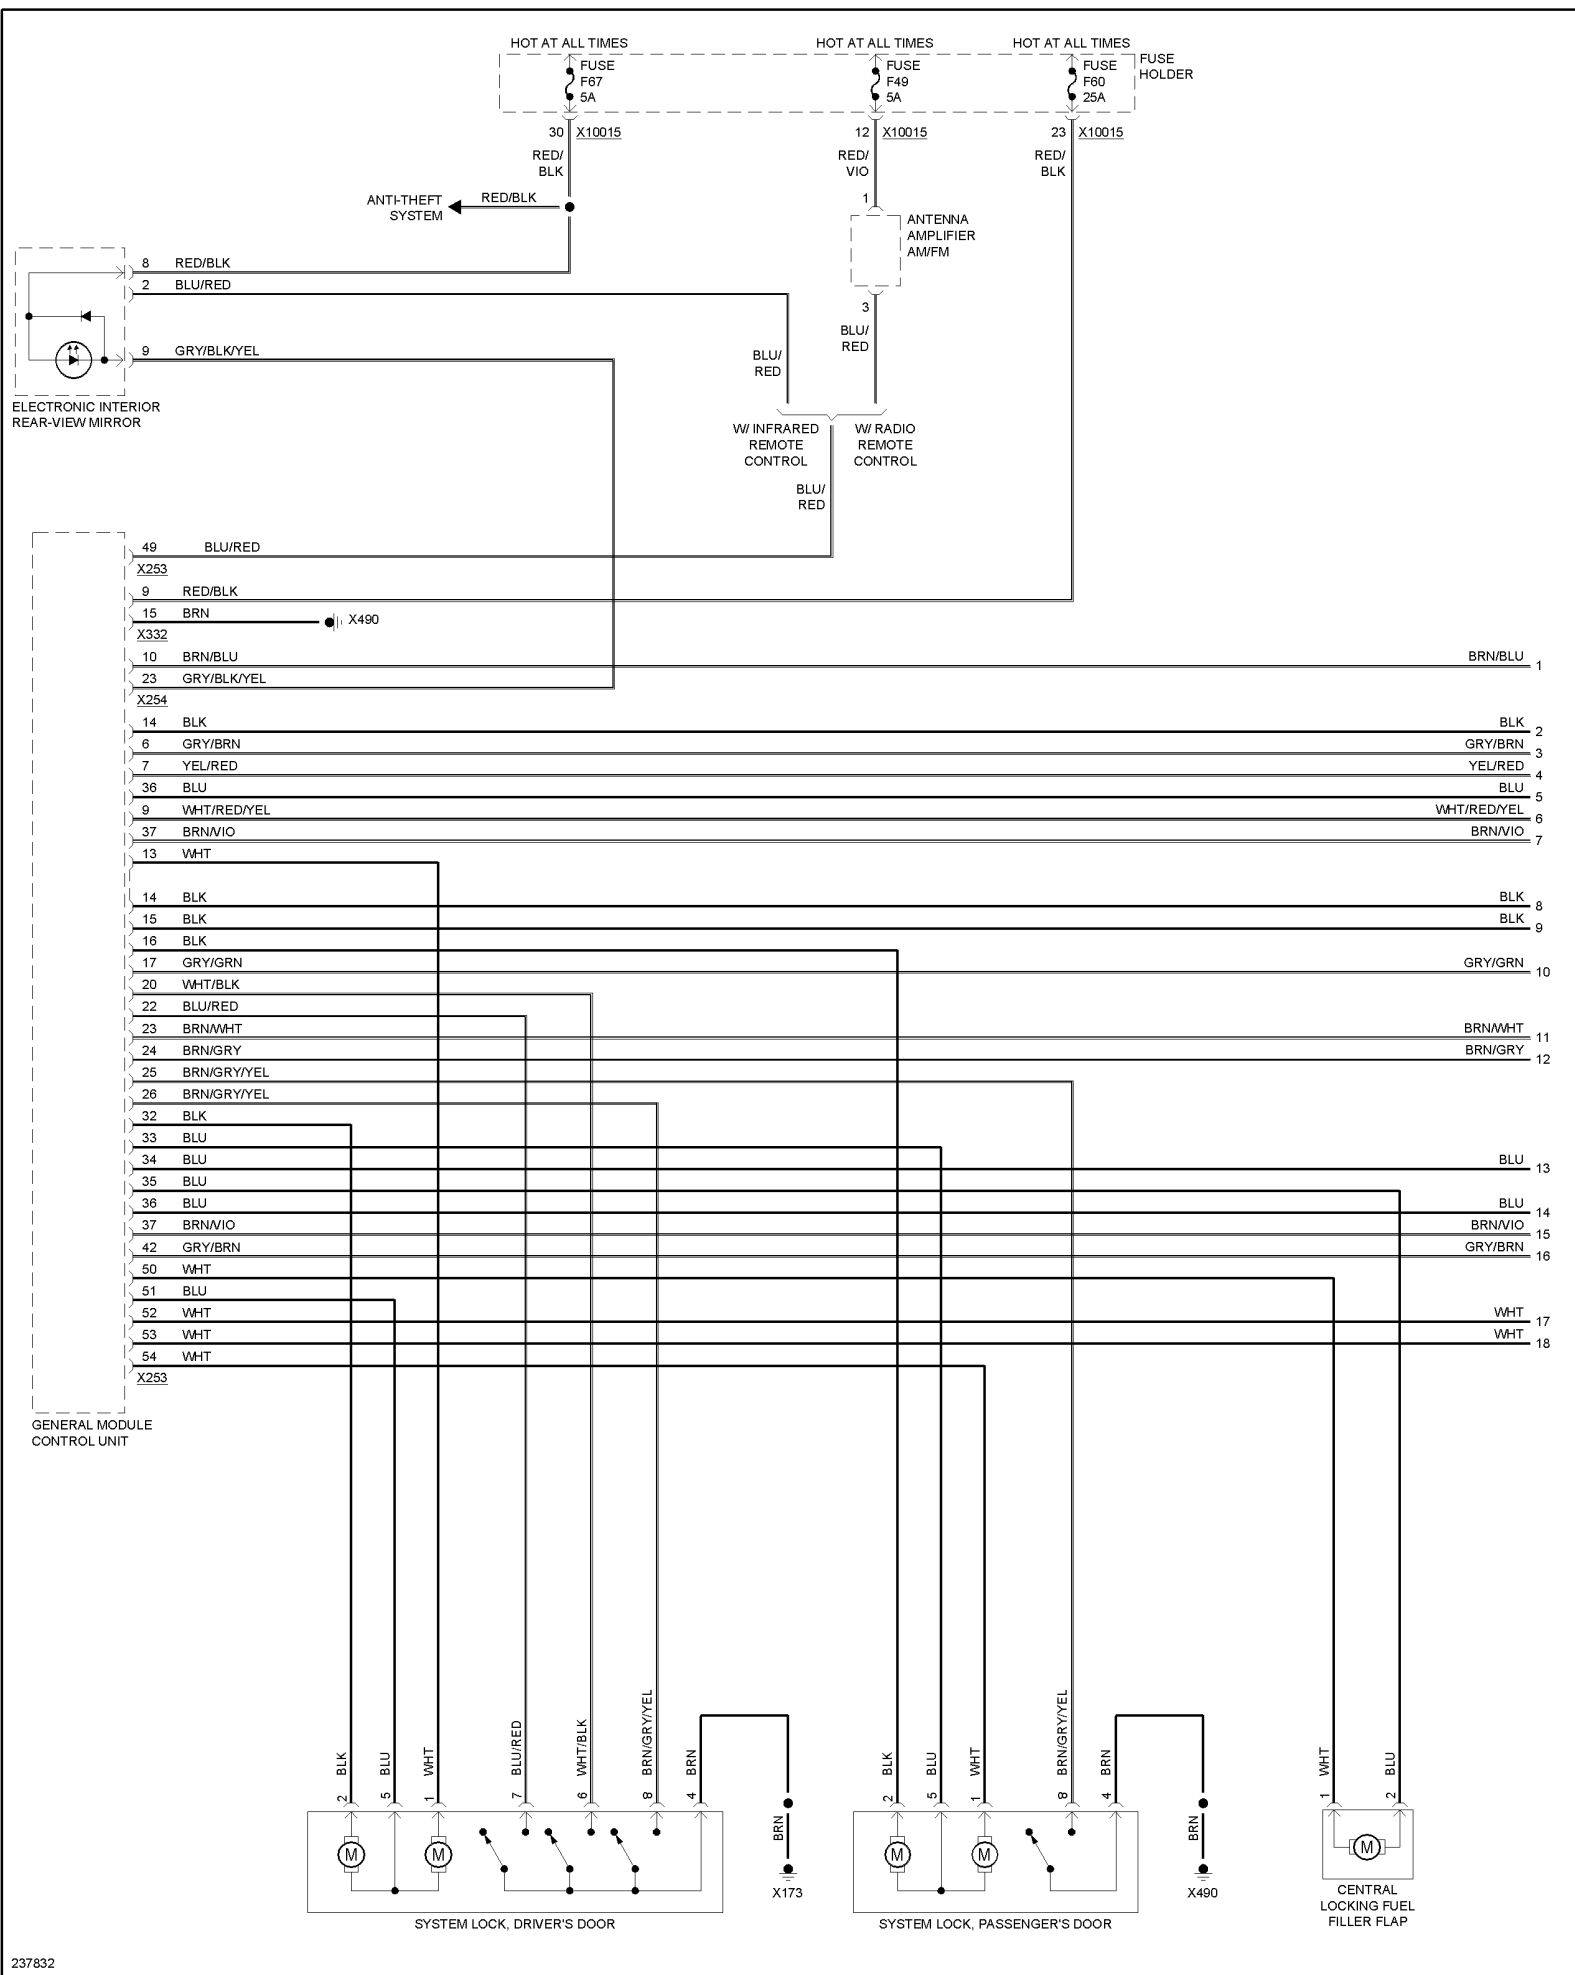 HOT AT ALL TIMES
HOT AT ALL TIMES
HOT AT ALL TIMES
FUSE
F67
5A
FUSE
F49
5A
FUSE
F60
25A
FUSE
HOLDER
30 X10015
12 X10015
23 X10015
RED/
BLK
RED/
VIO
RED/
BLK
ANTI-THEFT
SYSTEM
RED/BLK
1
ANTENNA
AMPLIFIER
AM/FM
8 RED/BLK
2 BLU/RED
3
BLU/
RED
9 GRY/BLK/YEL
BLU/
RED
ELECTRONIC INTERIOR
REAR-VIEW MIRROR
W/ INFRARED
REMOTE
CONTROL
W/ RADIO
REMOTE
CONTROL
BLU/
RED
49 BLU/RED
X253
9 RED/BLK
15 BRN
X490
X332
10 BRN/BLU BRN/BLU 1
23 GRY/BLK/YEL
X254
14 BLK BLK 2
6 GRY/BRN GRY/BRN 3
7 YEL/RED YEL/RED 4
36 BLU BLU 5
9 WHT/RED/YEL WHT/RED/YEL 6
37 BRN/VIO BRN/VIO 7
13 WHT
14 BLK BLK 8
15 BLK BLK 9
16 BLK
17 GRY/GRN GRY/GRN 10
20 WHT/BLK
22 BLU/RED
23 BRN/WHT BRN/WHT 11
24 BRN/GRY BRN/GRY 12
25 BRN/GRY/YEL
26 BRN/GRY/YEL
32 BLK
33 BLU
34 BLU BLU 13
35 BLU
36 BLU BLU 14
37 BRN/VIO BRN/VIO 15
42 GRY/BRN GRY/BRN 16
50 WHT
51 BLU
52 WHT WHT 17
53 WHT WHT 18
54 WHT
X253
GENERAL MODULE
CONTROL UNIT
BLK
BLU
WHT
BLU/RED
WHT/BLK
BRN/GRY/YEL
BRN
BLK
BLU
WHT
BRN/GRY/YEL
BRN
WHT
BLU
2 5 1 7 6 8 4
2 5 1 8 4
1 2
BRN
BRN
M
M
M
M
M
X173
X490
SYSTEM LOCK, DRIVER'S DOOR
SYSTEM LOCK, PASSENGER'S DOOR
CENTRAL
LOCKING FUEL
FILLER FLAP
237832